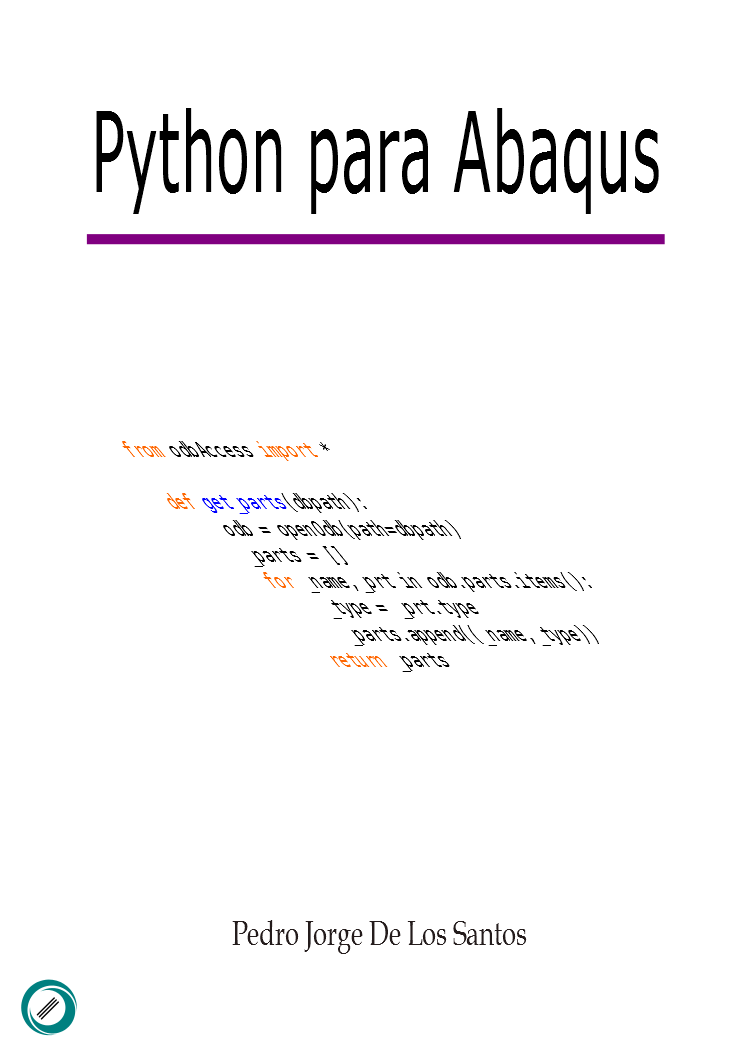 Python para Abaqus
from odbAccess import *
def get_parts(dbpath):
odb = openOdb(path=dbpath)
_parts = []
for _name,_prt in odb.parts.items():
_type = _prt.type
_parts.append((_name,_type))
return _parts
Pedro Jorge De Los Santos